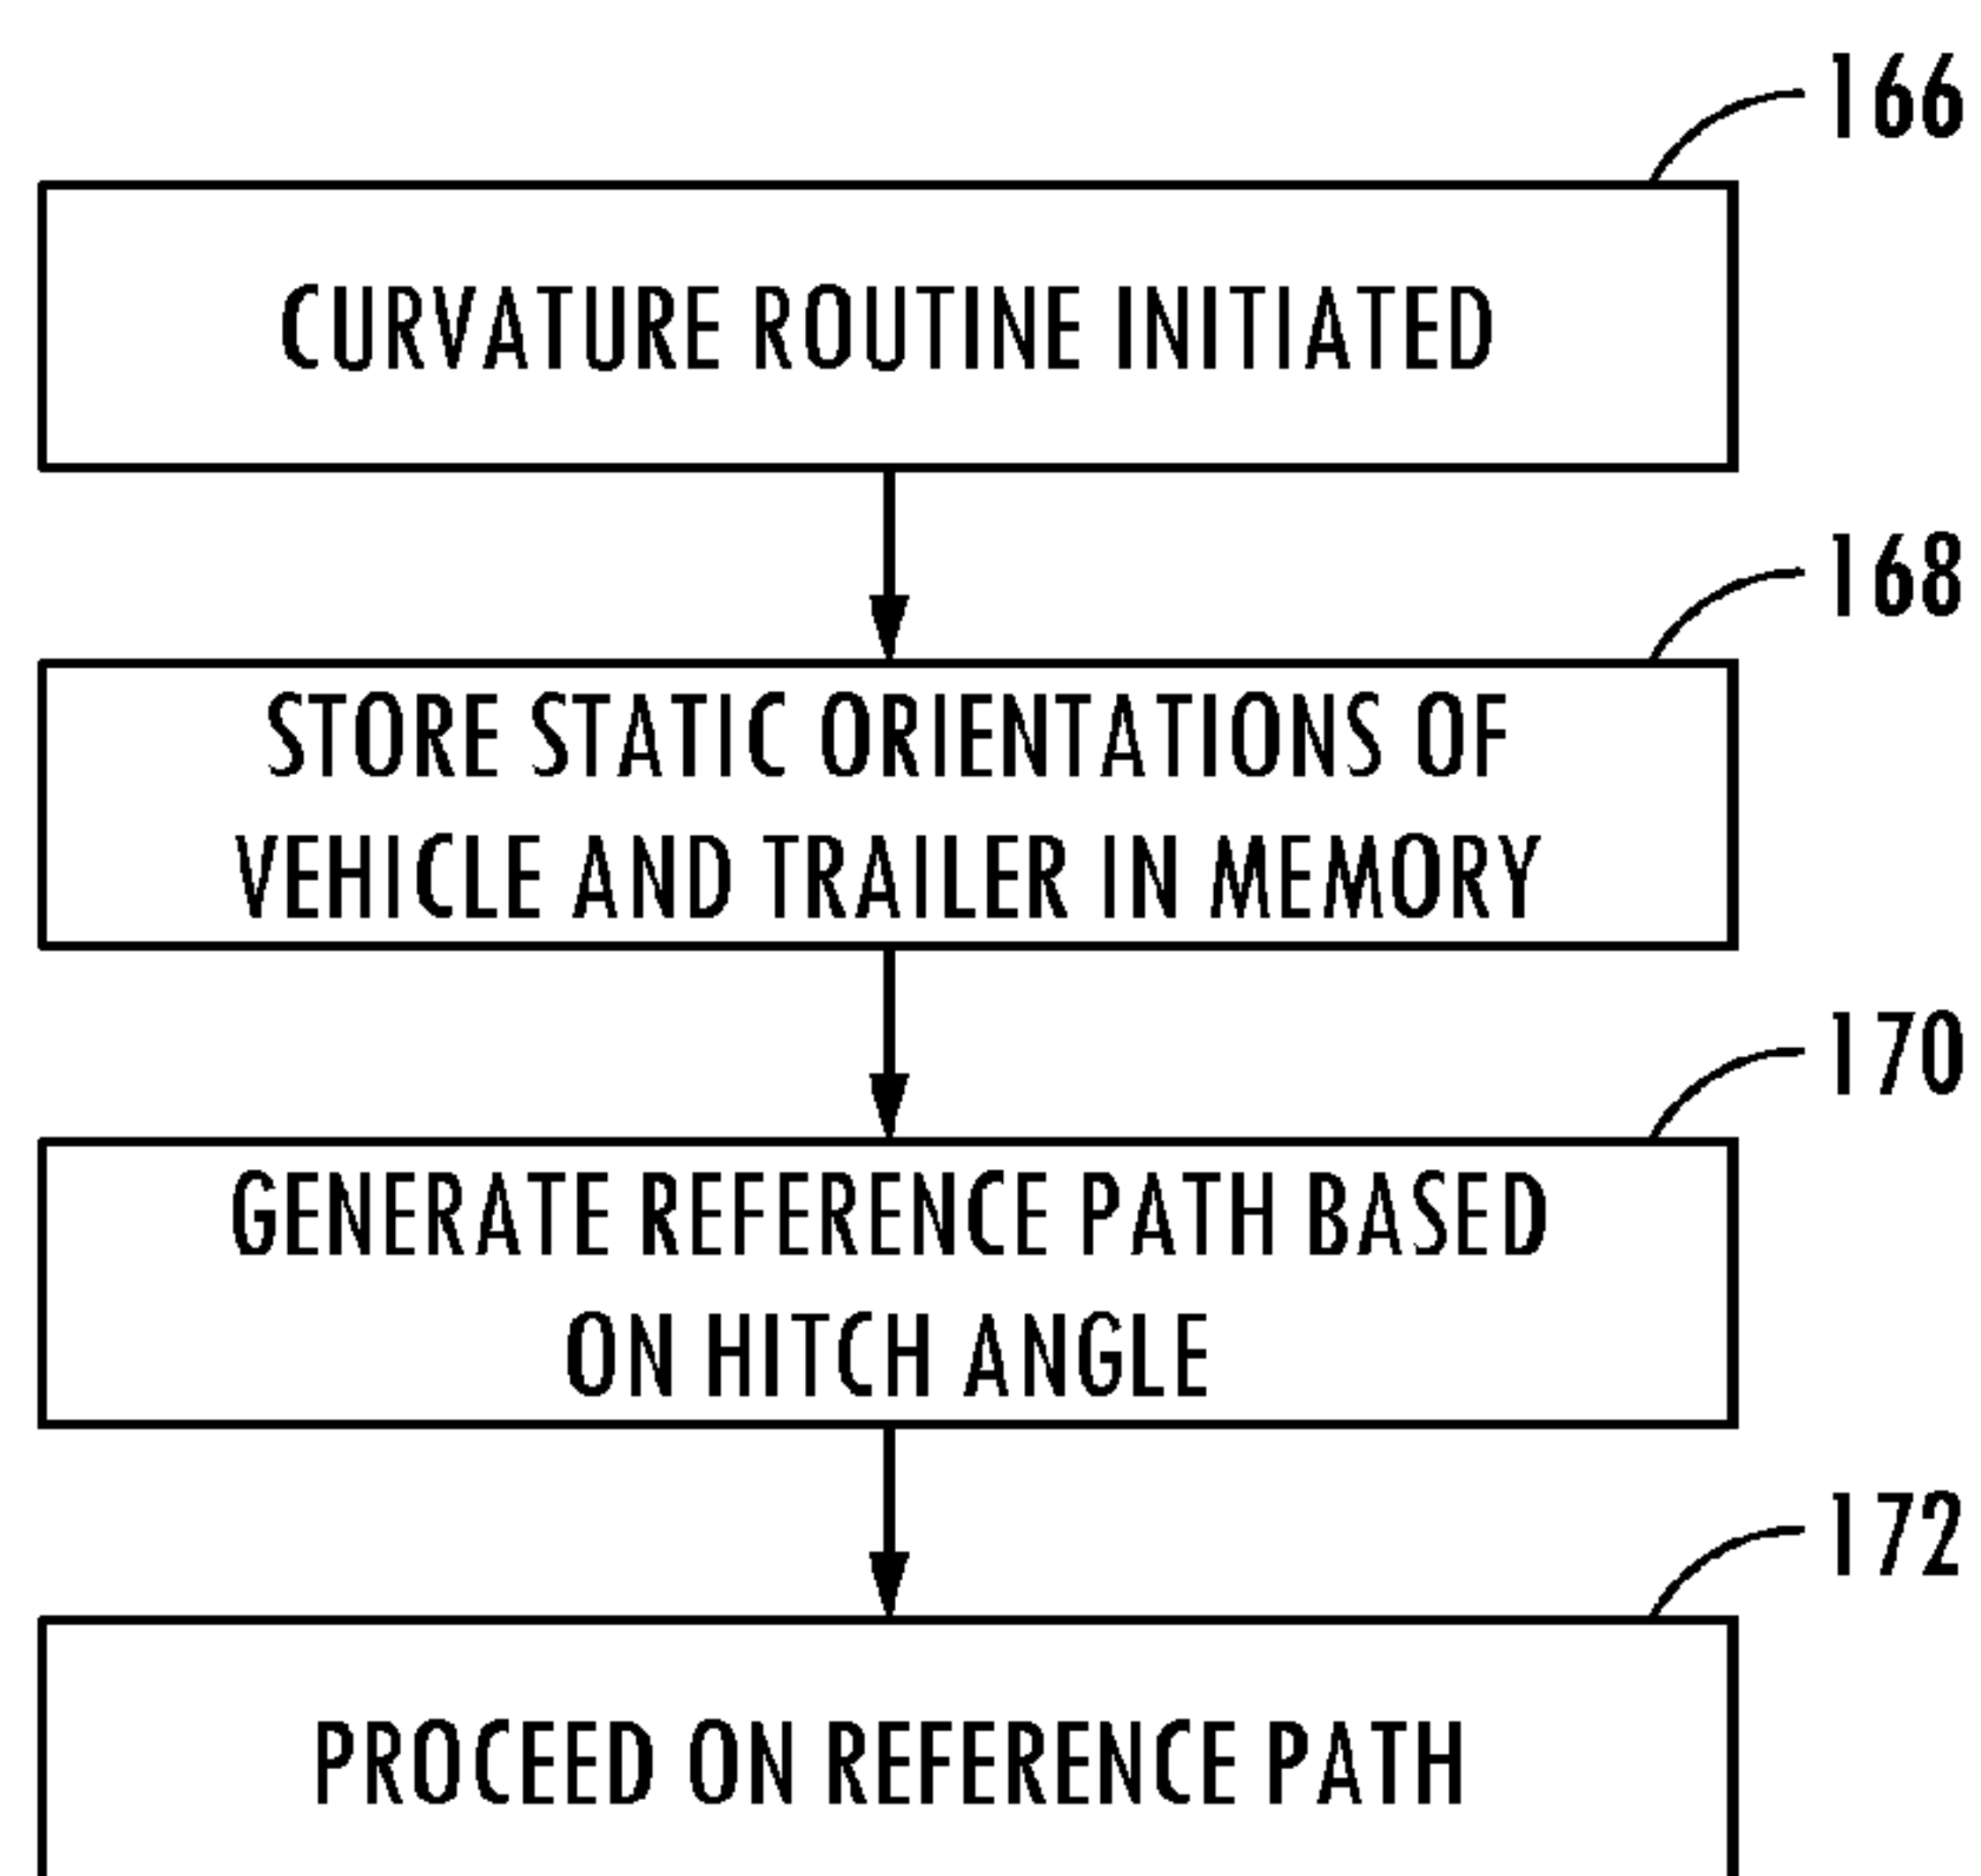 166
CURVATURE ROUTINE INITIATED
168
STORE STATIC ORIENTATIONS OF
VEHICLE AND TRAILER IN MEMORY
170
GENERATE REFERENCE PATH BASED
ON HITCH ANGLE
172
PROCEED ON REFERENCE PATH